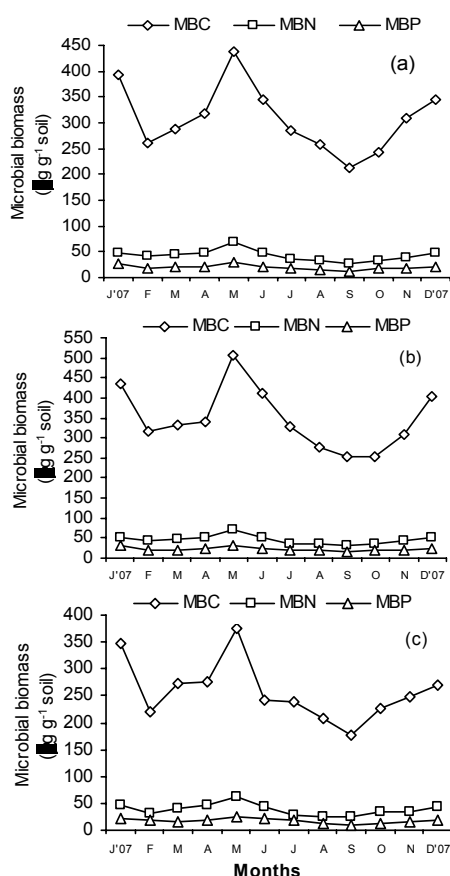 MBC MBN MBP
(a)
Microbial biomass
( g g⁻¹ soil)
450
400
350
300
250
200
150
100
50
0
J'07 F M A M J J A S O N D'07
MBC MBN MBP
(b)
Microbial biomass
( g g⁻¹ soil)
550
500
450
400
350
300
250
200
150
100
50
0
J'07 F M A M J J A S O N D'07
MBC MBN MBP
(c)
Microbial biomass
( g g⁻¹ soil)
400
350
300
250
200
150
100
50
0
J'07 F M A M J J A S O N D'07
Months